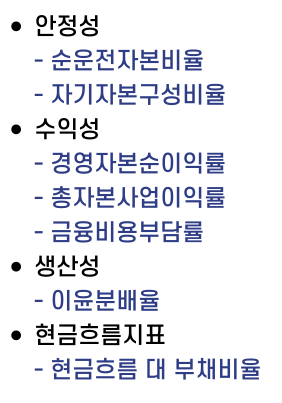 • 안정성
- 순운전자본비율
- 자기자본구성비율
• 수익성
- 경영자본순이익률
- 총자본사업이익률
- 금융비용부담률
• 생산성
- 이윤분배율
• 현금흐름지표
- 현금흐름 대 부채비율